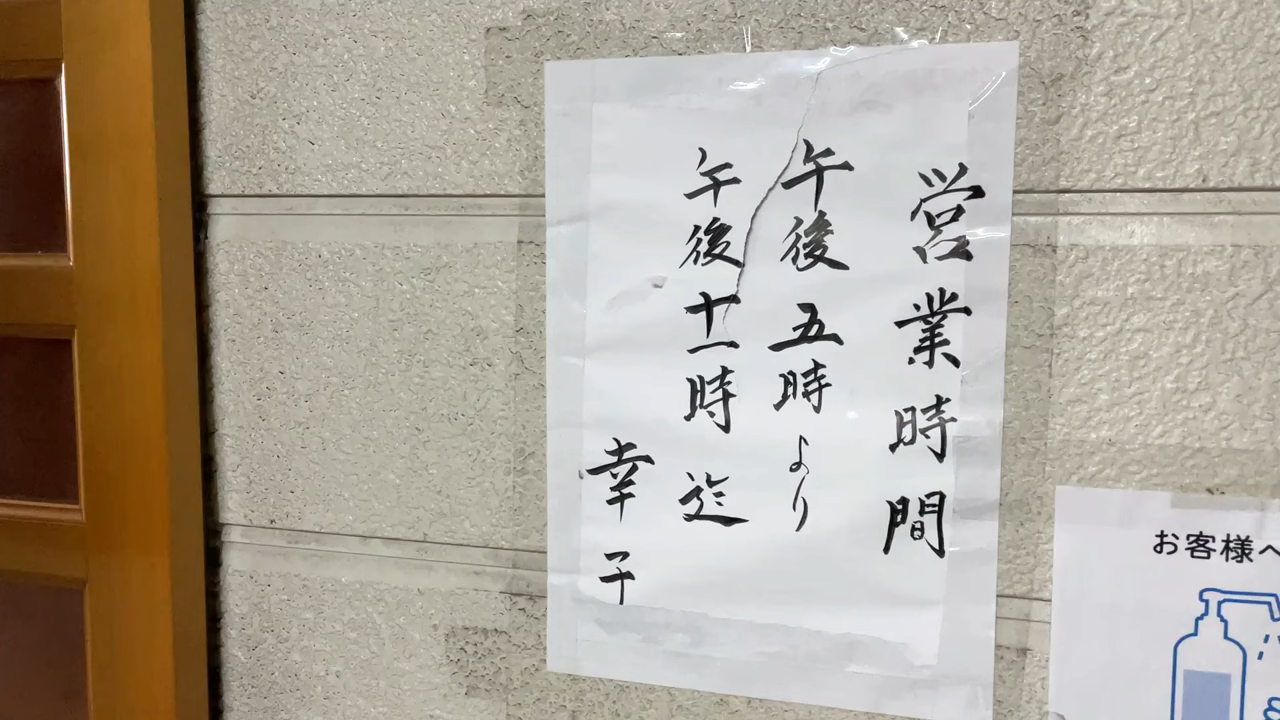 営業時間
午後五時より
午後十一時迄
幸子
お客様へ